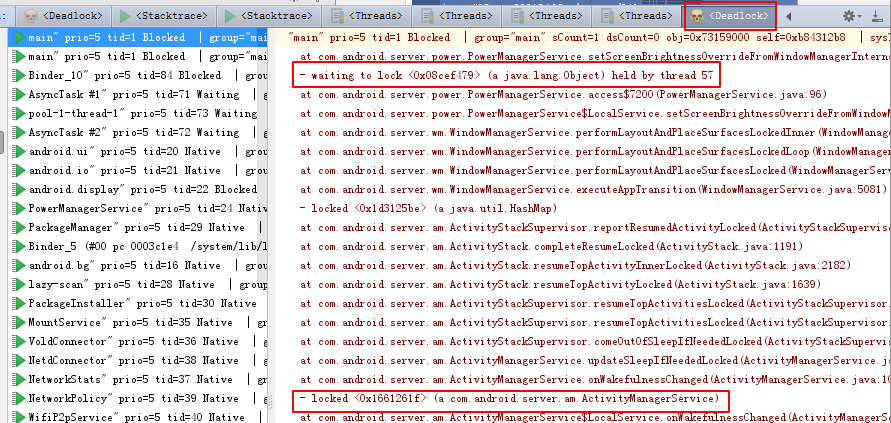 <Deadlock>
<Stacktrace>
<Stacktrace>
<Threads>
<Threads>
<Threads>
<Threads>
<Deadlock>
main" prio=5 tid=1 Blocked | group="mai
main" prio=5 tid=1 Blocked | group="mai
Binder_10" prio=5 tid=84 Blocked | gro
AsyncTask #1" prio=5 tid=71 Waiting | g
pool-1-thread-1" prio=5 tid=73 Waiting
AsyncTask #2" prio=5 tid=72 Waiting | g
android.ui" prio=5 tid=20 Native | grou
android.io" prio=5 tid=21 Native | grou
android.display" prio=5 tid=22 Blocked
PowerManagerService" prio=5 tid=24 Nativ
PackageManager" prio=5 tid=29 Native |
Binder_5 (#00 pc 0003c1e4 /system/lib/l
android.bg" prio=5 tid=16 Native | grou
lazy-scan" prio=5 tid=28 Native | group
PackageInstaller" prio=5 tid=30 Native
MountService" prio=5 tid=35 Native | gr
VoldConnector" prio=5 tid=36 Native | g
NetdConnector" prio=5 tid=38 Native | g
NetworkStats" prio=5 tid=37 Native | gr
NetworkPolicy" prio=5 tid=39 Native | g
WifiP2pService" prio=5 tid=40 Native |
"main" prio=5 tid=1 Blocked | group="main" sCount=1 dsCount=0 obj=0x73159000 self=0xb84312b8 | sysT
at com.android.server.power.PowerManagerService.setScreenBrightnessOverrideFromWindowManagerIntern
- waiting to lock <0x08cef479> (a java.lang.Object) held by thread 57
at com.android.server.power.PowerManagerService.access$7200(PowerManagerService.java:96)
at com.android.server.power.PowerManagerService$LocalService.setScreenBrightnessOverrideFromWindow
at com.android.server.wm.WindowManagerService.performLayoutAndPlaceSurfacesLockedInner(WindowManag
at com.android.server.wm.WindowManagerService.performLayoutAndPlaceSurfacesLockedLoop(WindowManage
at com.android.server.wm.WindowManagerService.performLayoutAndPlaceSurfacesLocked(WindowManagerSer
at com.android.server.wm.WindowManagerService.executeAppTransition(WindowManagerService.java:5081)
- locked <0x1d3125be> (a java.util.HashMap)
at com.android.server.am.ActivityStackSupervisor.reportResumedActivityLocked(ActivityStackSupervis
at com.android.server.am.ActivityStack.completeResumeLocked(ActivityStack.java:1191)
at com.android.server.am.ActivityStack.resumeTopActivityInnerLocked(ActivityStack.java:2182)
at com.android.server.am.ActivityStack.resumeTopActivityLocked(ActivityStack.java:1639)
at com.android.server.am.ActivityStackSupervisor.resumeTopActivitiesLocked(ActivityStackSupervisor.
at com.android.server.am.ActivityStackSupervisor.resumeTopActivitiesLocked(ActivityStackSupervisor.
at com.android.server.am.ActivityStackSupervisor.comeOutOfSleepIfNeededLocked(ActivityStackSupervi
at com.android.server.am.ActivityManagerService.updateSleepIfNeededLocked(ActivityManagerService.j
at com.android.server.am.ActivityManagerService.onWakefulnessChanged(ActivityManagerService.java:10
- locked <0x1661261f> (a com.android.server.am.ActivityManagerService)
at com.android.server.am.ActivityManagerService$LocalService.onWakefulnessChanged(ActivityManagerS